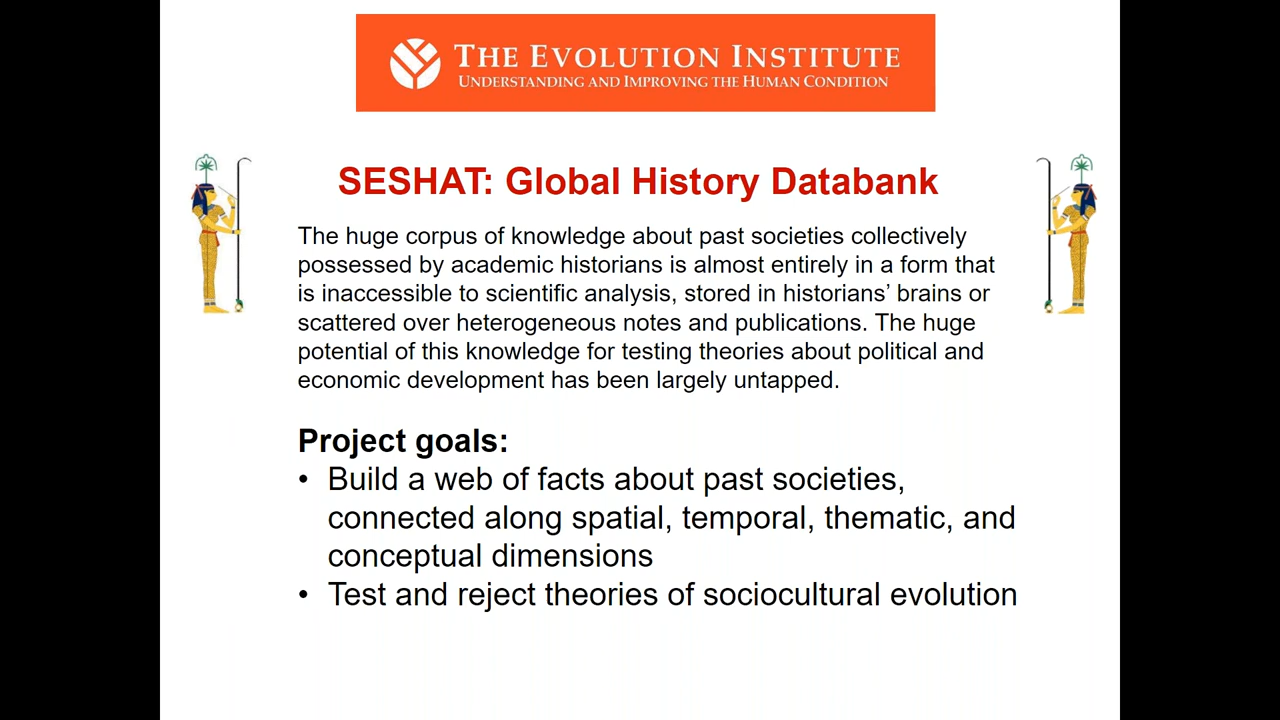 THE EVOLUTION INSTITUTE
UNDERSTANDING AND IMPROVING THE HUMAN CONDITION
SESHAT: Global History Databank
The huge corpus of knowledge about past societies collectively
possessed by academic historians is almost entirely in a form that
is inaccessible to scientific analysis, stored in historians’ brains or
scattered over heterogeneous notes and publications. The huge
potential of this knowledge for testing theories about political and
economic development has been largely untapped.
Project goals:
• Build a web of facts about past societies,
connected along spatial, temporal, thematic, and
conceptual dimensions
• Test and reject theories of sociocultural evolution